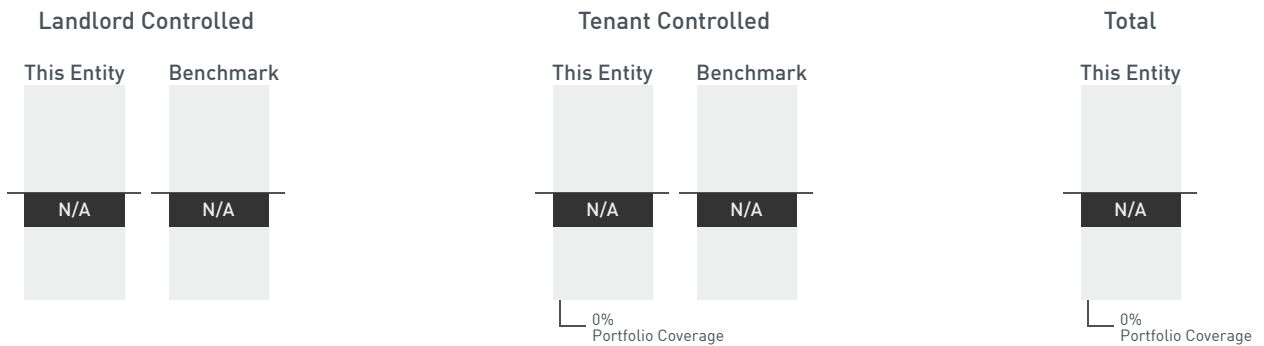 Landlord Controlled
Tenant Controlled
Total
This Entity
Benchmark
This Entity
Benchmark
This Entity
N/A
N/A
N/A
N/A
N/A
0%
Portfolio Coverage
0%
Portfolio Coverage